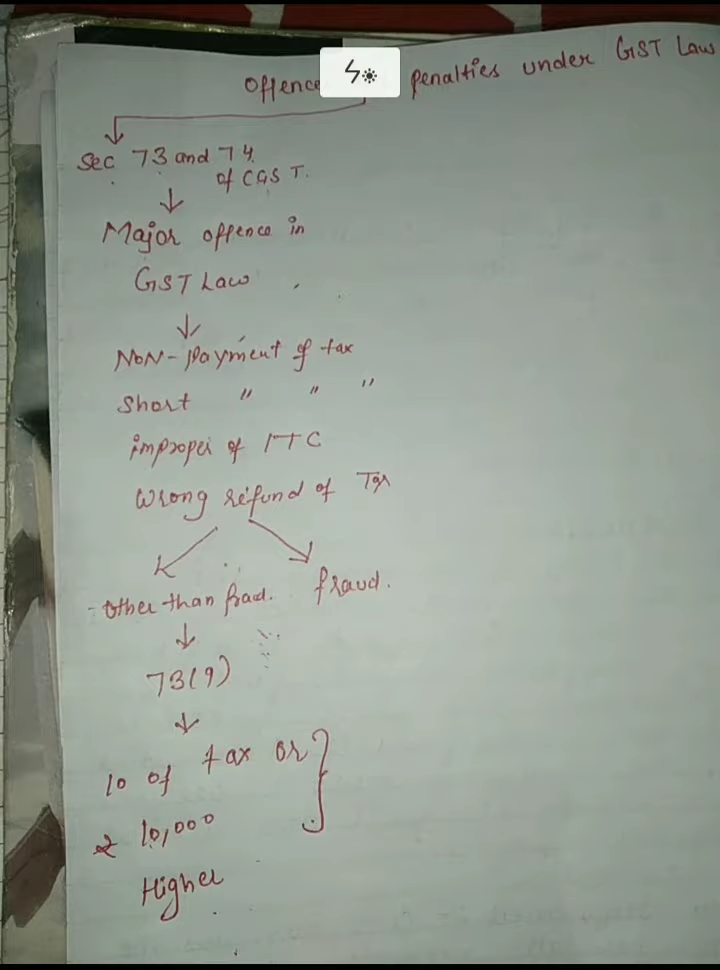 Offence penalties under GST Law
Sec 73 and 74
of CGST.
Major offence in
GST Law
NON-payment of tax
Short " " "
improper of ITC
Wrong refund of Tax
- Other than fraud. fraud.
73(9)
10 of tax or
₹ 10,000
Higher